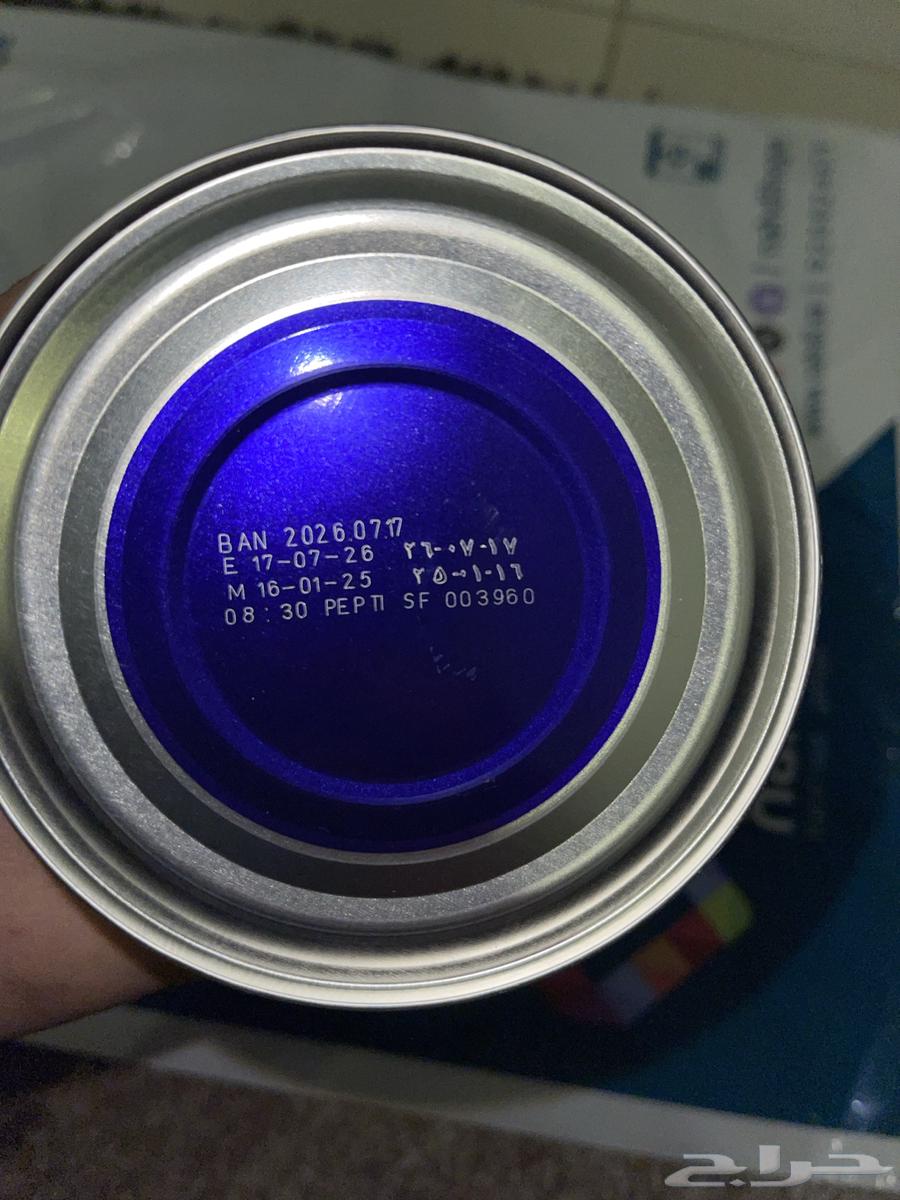 BAN 2026.07.17
E 17-07-26 ٢٦-٠٧-١٧
M 16-01-25 ٢٥-٠١-١٦
08:30 PEPTI SF 003960
حراج